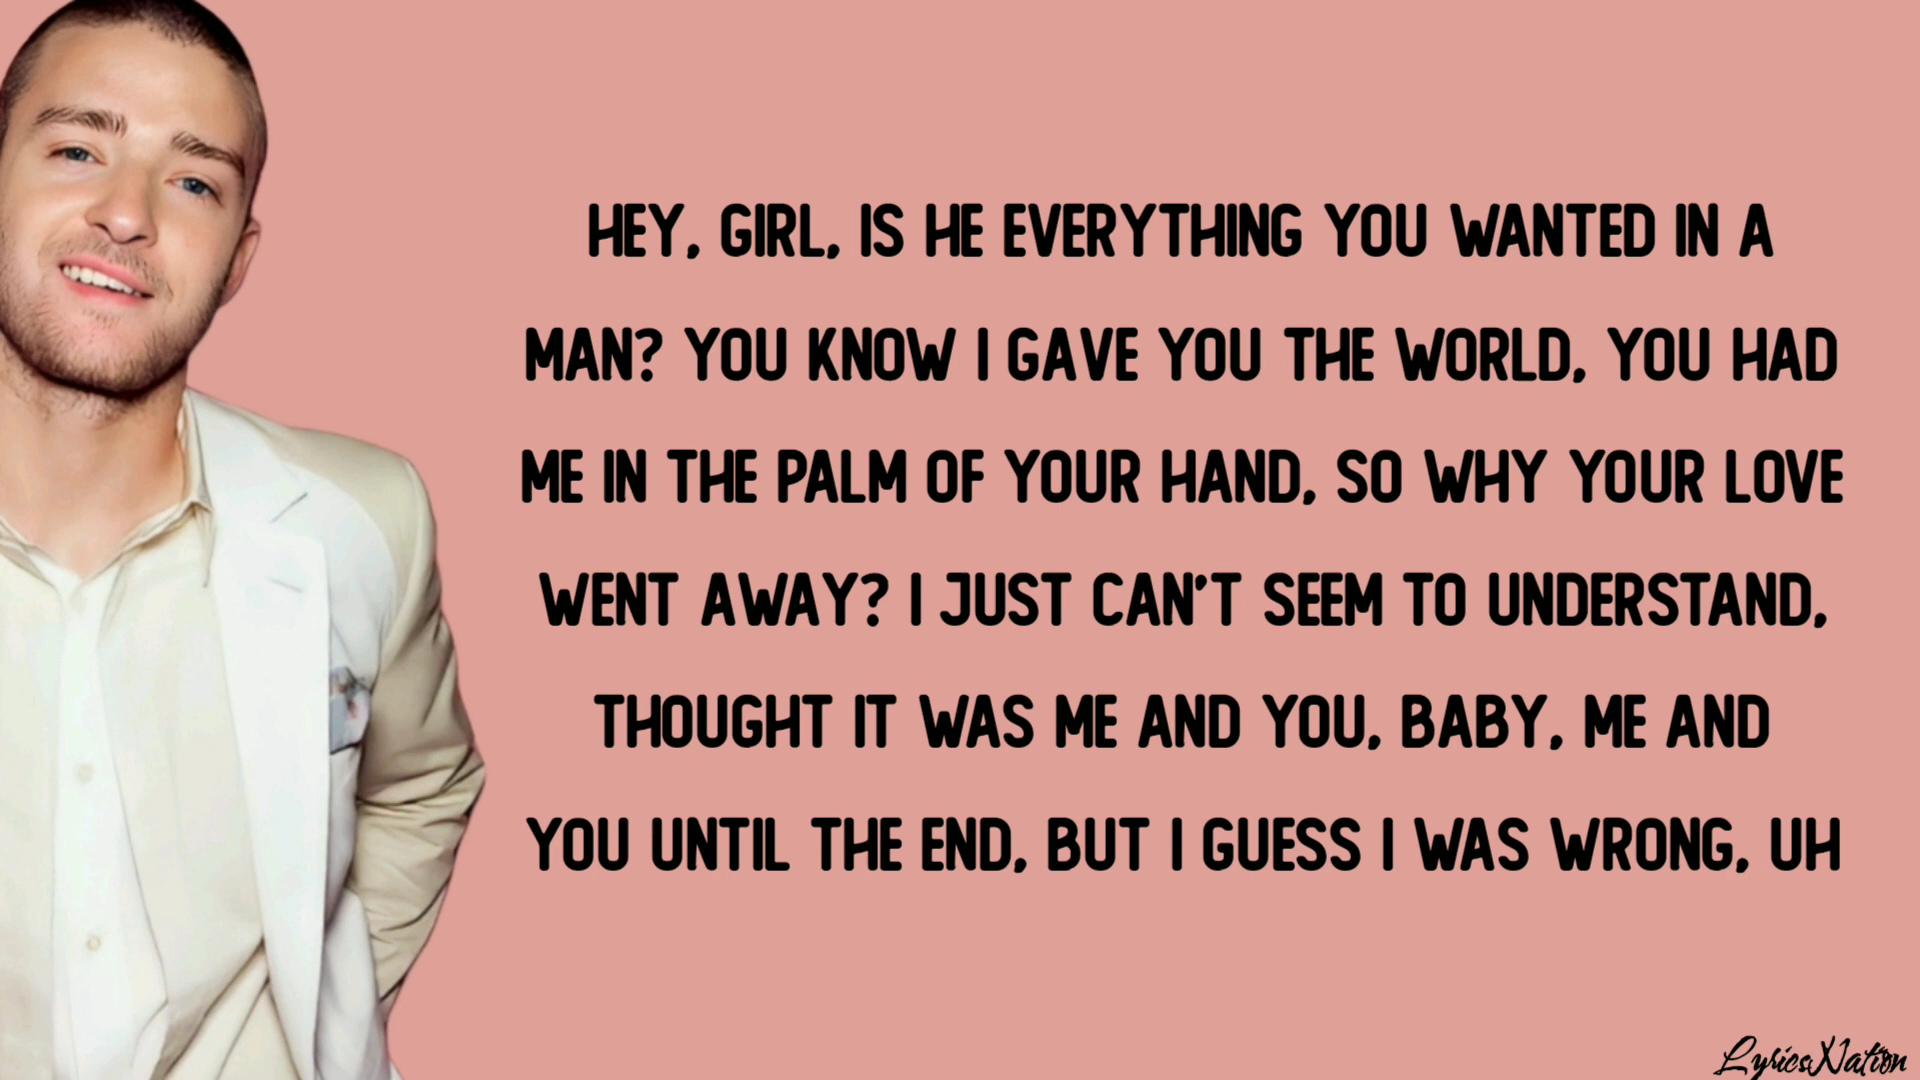 HEY, GIRL, IS HE EVERYTHING YOU WANTED IN A
MAN? YOU KNOW I GAVE YOU THE WORLD, YOU HAD
ME IN THE PALM OF YOUR HAND, SO WHY YOUR LOVE
WENT AWAY? I JUST CAN'T SEEM TO UNDERSTAND,
THOUGHT IT WAS ME AND YOU, BABY, ME AND
YOU UNTIL THE END, BUT I GUESS I WAS WRONG, UH
LyricsNation